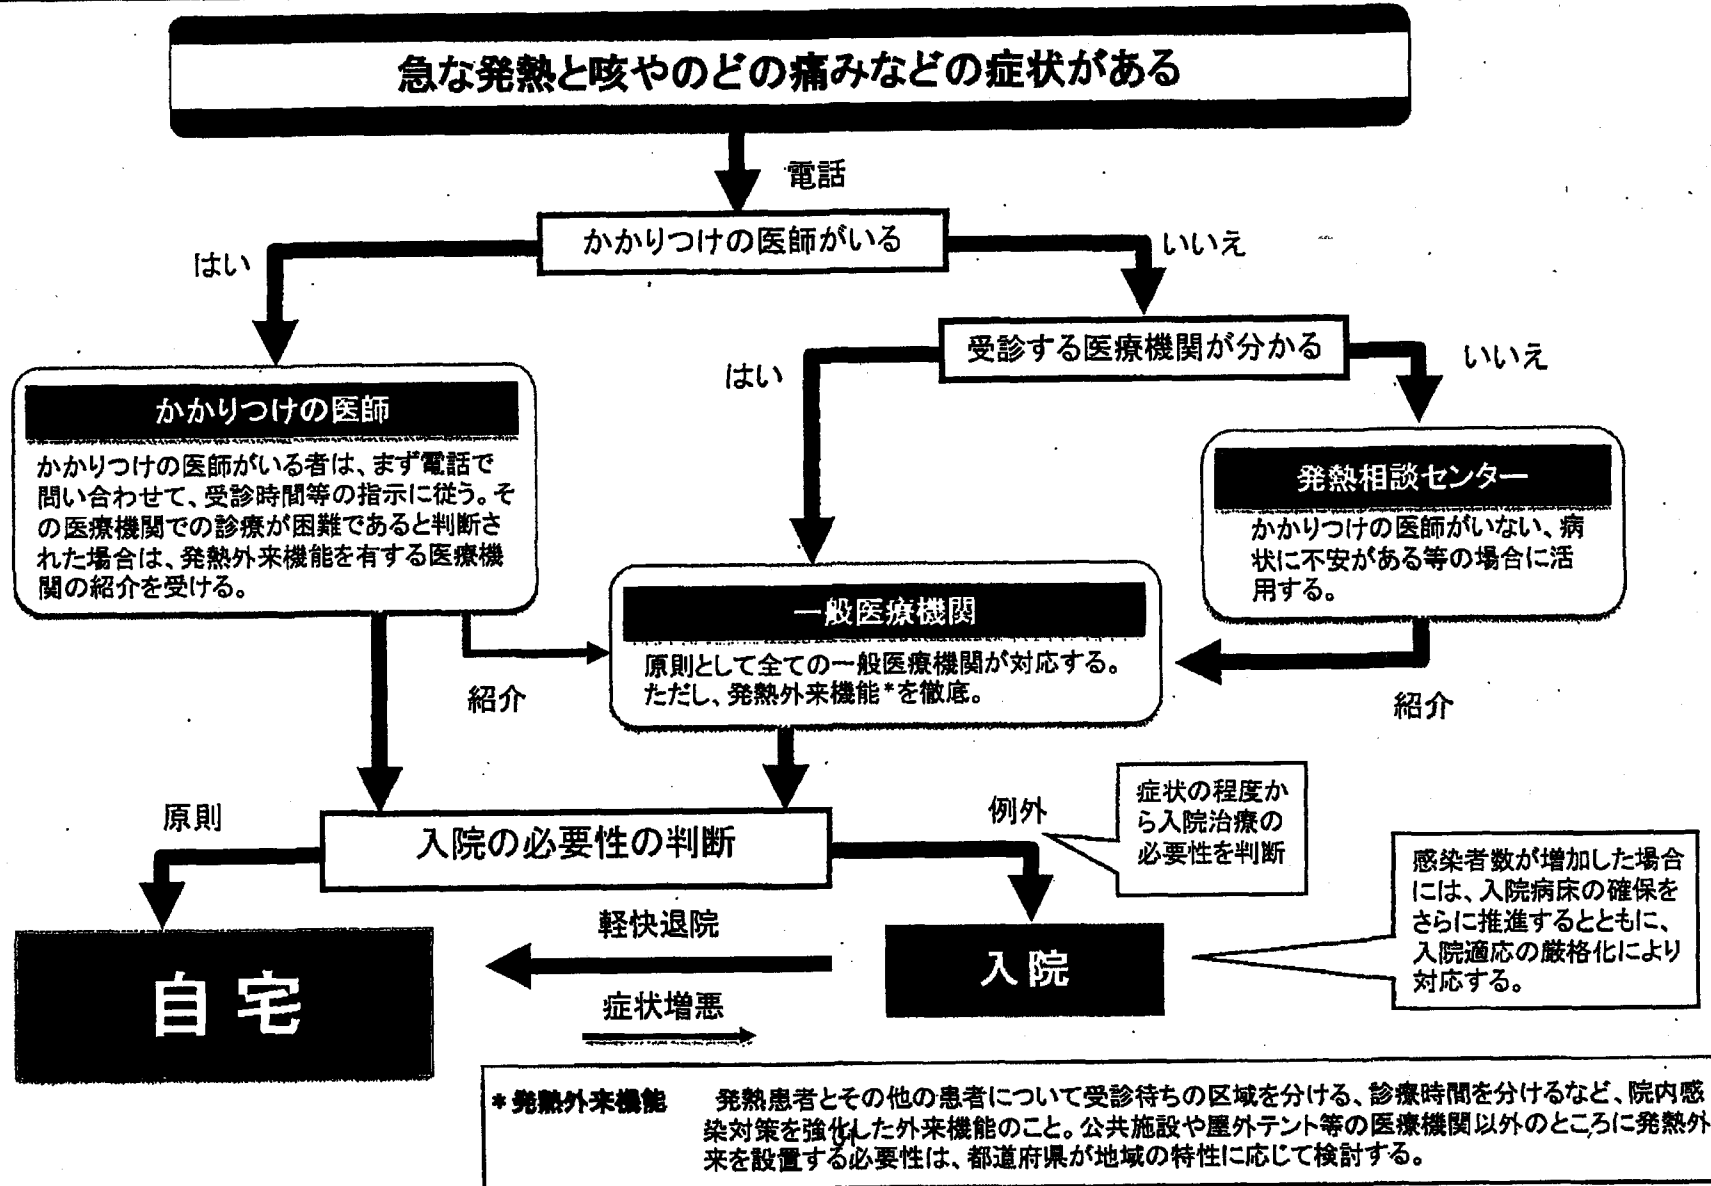 急な発熱と咳やのどの痛みなどの症状がある
電話
かかりつけの医師がいる
はい
いいえ
受診する医療機関が分かる
はい
いいえ
かかりつけの医師
かかりつけの医師がいる者は、まず電話で
問い合わせて、受診時間等の指示に従う。そ
の医療機関での診療が困難であると判断さ
れた場合は、発熱外来機能を有する医療機
関の紹介を受ける。
発熱相談センター
かかりつけの医師がいない、病
状に不安がある等の場合に活
用する。
一般医療機関
原則として全ての一般医療機関が対応する。
ただし、発熱外来機能*を徹底。
紹介
紹介
原則
入院の必要性の判断
例外
症状の程度か
ら入院治療の
必要性を判断
感染者数が増加した場合
には、入院病床の確保を
さらに推進するとともに、
入院適応の厳格化により
対応する。
自宅
軽快退院
症状増悪
入院
*発熱外来機能 発熱患者とその他の患者について受診待ちの区域を分ける、診療時間を分けるなど、院内感
染対策を強化した外来機能のこと。公共施設や屋外テント等の医療機関以外のところに発熱外
来を設置する必要性は、都道府県が地域の特性に応じて検討する。